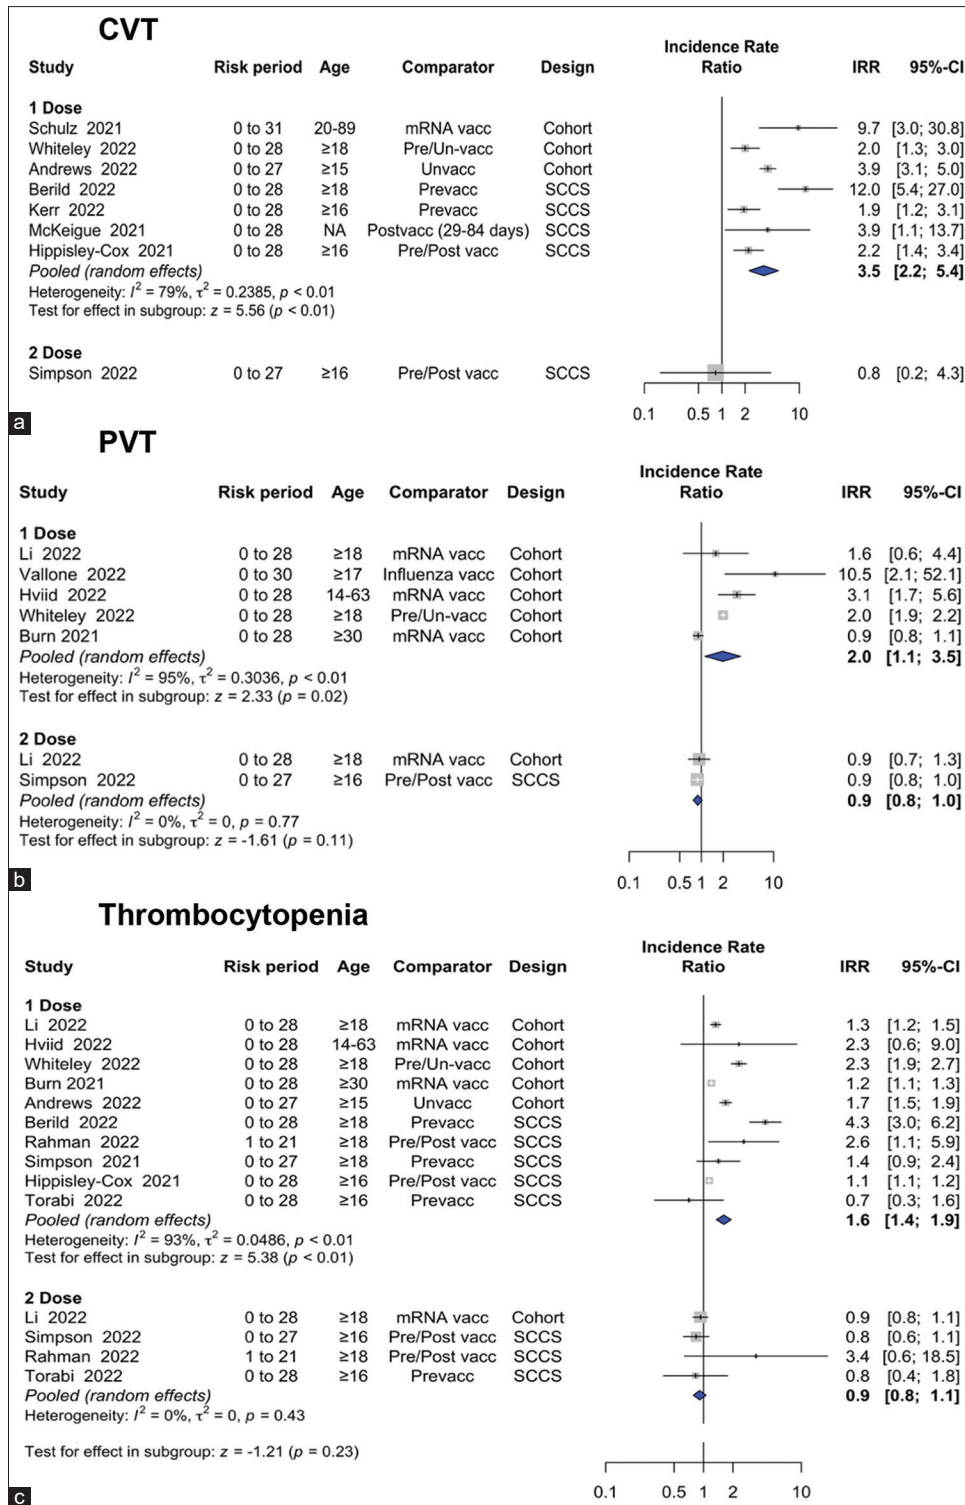 CVT
Incidence Rate
Study Risk period Age Comparator Design Ratio IRR 95%-CI
1 Dose
Schulz 2021 0 to 31 20-89 mRNA vacc Cohort 9.7 [3.0; 30.8]
Whiteley 2022 0 to 28 ≥18 Pre/Un-vacc Cohort 2.0 [1.3; 3.0]
Andrews 2022 0 to 27 ≥15 Unvacc Cohort 3.9 [3.1; 5.0]
Berild 2022 0 to 28 ≥18 Prevacc SCCS 12.0 [5.4; 27.0]
Kerr 2022 0 to 28 ≥16 Prevacc SCCS 1.9 [1.2; 3.1]
McKeigue 2021 0 to 28 NA Postvacc (29-84 days) SCCS 3.9 [1.1; 13.7]
Hippisley-Cox 2021 0 to 28 ≥16 Pre/Post vacc SCCS 2.2 [1.4; 3.4]
Pooled (random effects) 3.5 [2.2; 5.4]
Heterogeneity: I² = 79%, τ² = 0.2385, p < 0.01
Test for effect in subgroup: z = 5.56 (p < 0.01)
2 Dose
Simpson 2022 0 to 27 ≥16 Pre/Post vacc SCCS 0.8 [0.2; 4.3]
0.1 0.5 1 2 10
a
PVT
Incidence Rate
Study Risk period Age Comparator Design Ratio IRR 95%-CI
1 Dose
Li 2022 0 to 28 ≥18 mRNA vacc Cohort 1.6 [0.6; 4.4]
Vallone 2022 0 to 30 ≥17 Influenza vacc Cohort 10.5 [2.1; 52.1]
Hviid 2022 0 to 28 14-63 mRNA vacc Cohort 3.1 [1.7; 5.6]
Whiteley 2022 0 to 28 ≥18 Pre/Un-vacc Cohort 2.0 [1.9; 2.2]
Burn 2021 0 to 28 ≥30 mRNA vacc Cohort 0.9 [0.8; 1.1]
Pooled (random effects) 2.0 [1.1; 3.5]
Heterogeneity: I² = 95%, τ² = 0.3036, p < 0.01
Test for effect in subgroup: z = 2.33 (p = 0.02)
2 Dose
Li 2022 0 to 28 ≥18 mRNA vacc Cohort 0.9 [0.7; 1.3]
Simpson 2022 0 to 27 ≥16 Pre/Post vacc SCCS 0.9 [0.8; 1.0]
Pooled (random effects) 0.9 [0.8; 1.0]
Heterogeneity: I² = 0%, τ² = 0, p = 0.77
Test for effect in subgroup: z = -1.61 (p = 0.11)
0.1 0.5 1 2 10
b
Thrombocytopenia
Incidence Rate
Study Risk period Age Comparator Design Ratio IRR 95%-CI
1 Dose
Li 2022 0 to 28 ≥18 mRNA vacc Cohort 1.3 [1.2; 1.5]
Hviid 2022 0 to 28 14-63 mRNA vacc Cohort 2.3 [0.6; 9.0]
Whiteley 2022 0 to 28 ≥18 Pre/Un-vacc Cohort 2.3 [1.9; 2.7]
Burn 2021 0 to 28 ≥30 mRNA vacc Cohort 1.2 [1.1; 1.3]
Andrews 2022 0 to 27 ≥15 Unvacc Cohort 1.7 [1.5; 1.9]
Berild 2022 0 to 28 ≥18 Prevacc SCCS 4.3 [3.0; 6.2]
Rahman 2022 1 to 21 ≥18 Pre/Post vacc SCCS 2.6 [1.1; 5.9]
Simpson 2021 0 to 27 ≥18 Prevacc SCCS 1.4 [0.9; 2.4]
Hippisley-Cox 2021 0 to 28 ≥16 Pre/Post vacc SCCS 1.1 [1.1; 1.2]
Torabi 2022 0 to 28 ≥16 Prevacc SCCS 0.7 [0.3; 1.6]
Pooled (random effects) 1.6 [1.4; 1.9]
Heterogeneity: I² = 93%, τ² = 0.0486, p < 0.01
Test for effect in subgroup: z = 5.38 (p < 0.01)
2 Dose
Li 2022 0 to 28 ≥18 mRNA vacc Cohort 0.9 [0.8; 1.1]
Simpson 2022 0 to 27 ≥16 Pre/Post vacc SCCS 0.8 [0.6; 1.1]
Rahman 2022 1 to 21 ≥18 Pre/Post vacc SCCS 3.4 [0.6; 18.5]
Torabi 2022 0 to 28 ≥16 Prevacc SCCS 0.8 [0.4; 1.8]
Pooled (random effects) 0.9 [0.8; 1.1]
Heterogeneity: I² = 0%, τ² = 0, p = 0.43
Test for effect in subgroup: z = -1.21 (p = 0.23)
0.1 0.5 1 2 10
c